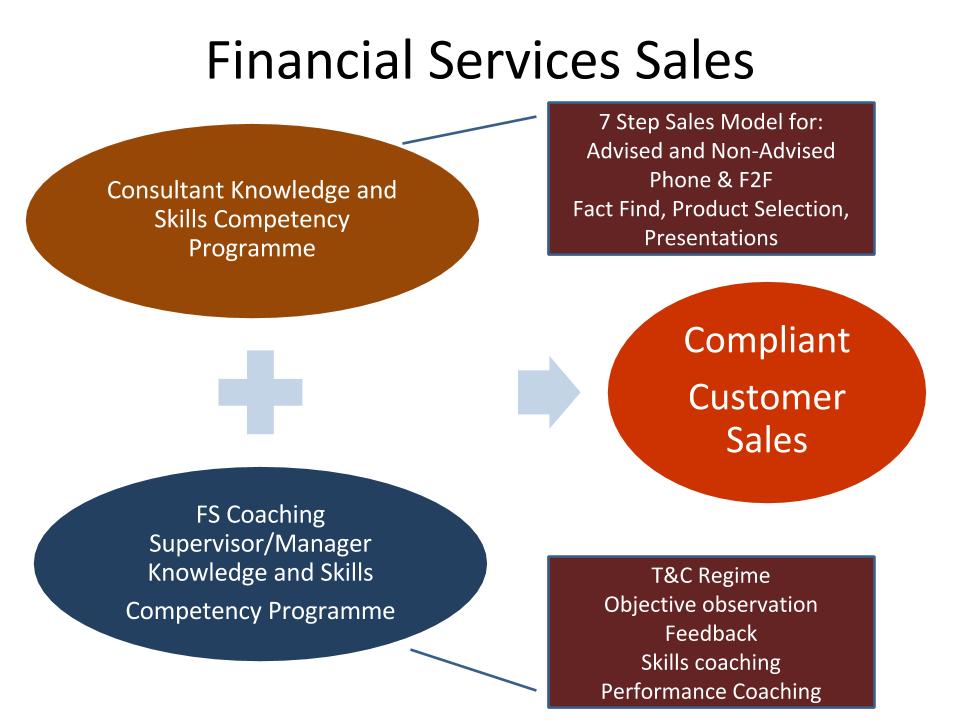 Financial Services Sales
Consultant Knowledge and
Skills Competency
Programme
7 Step Sales Model for:
Advised and Non-Advised
Phone & F2F
Fact Find, Product Selection,
Presentations
Compliant
Customer
Sales
FS Coaching
Supervisor/Manager
Knowledge and Skills
Competency Programme
T&C Regime
Objective observation
Feedback
Skills coaching
Performance Coaching